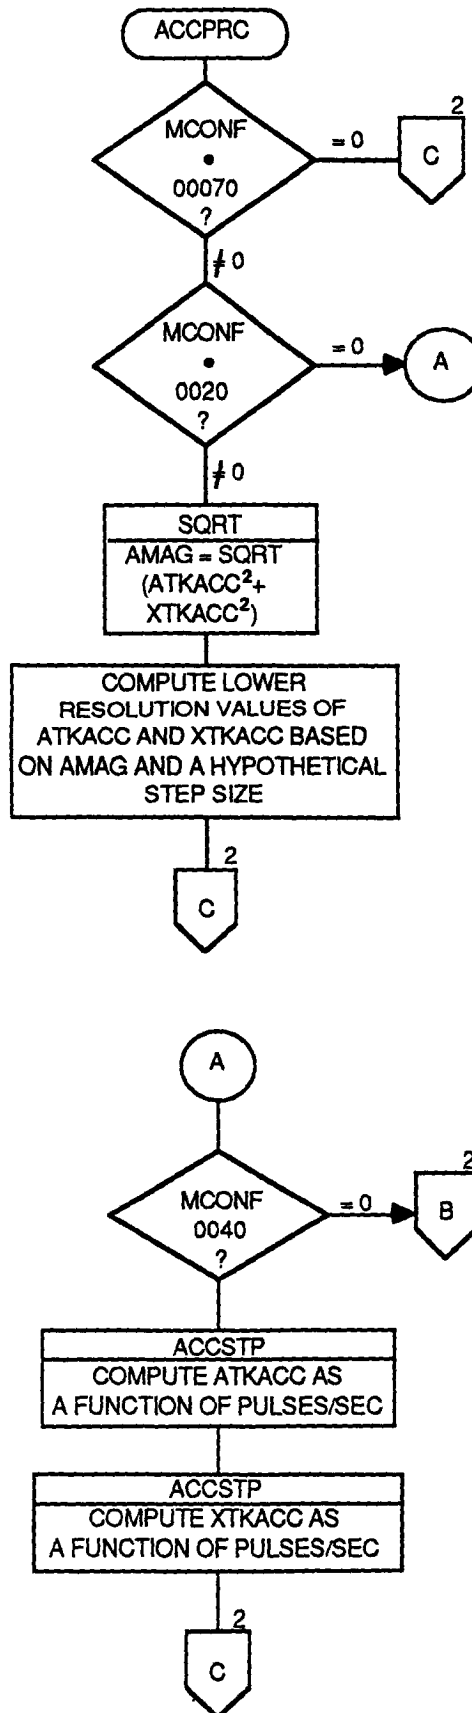 ACCPRC
MCONF
•
00070
?
= 0
2
C
≠ 0
MCONF
•
0020
?
= 0
A
≠ 0
SQRT
AMAG = SQRT
(ATKACC²+
XTKACC²)
COMPUTE LOWER
RESOLUTION VALUES OF
ATKACC AND XTKACC BASED
ON AMAG AND A HYPOTHETICAL
STEP SIZE
2
C
A
MCONF
0040
?
= 0
2
B
ACCSTP
COMPUTE ATKACC AS
A FUNCTION OF PULSES/SEC
ACCSTP
COMPUTE XTKACC AS
A FUNCTION OF PULSES/SEC
2
C